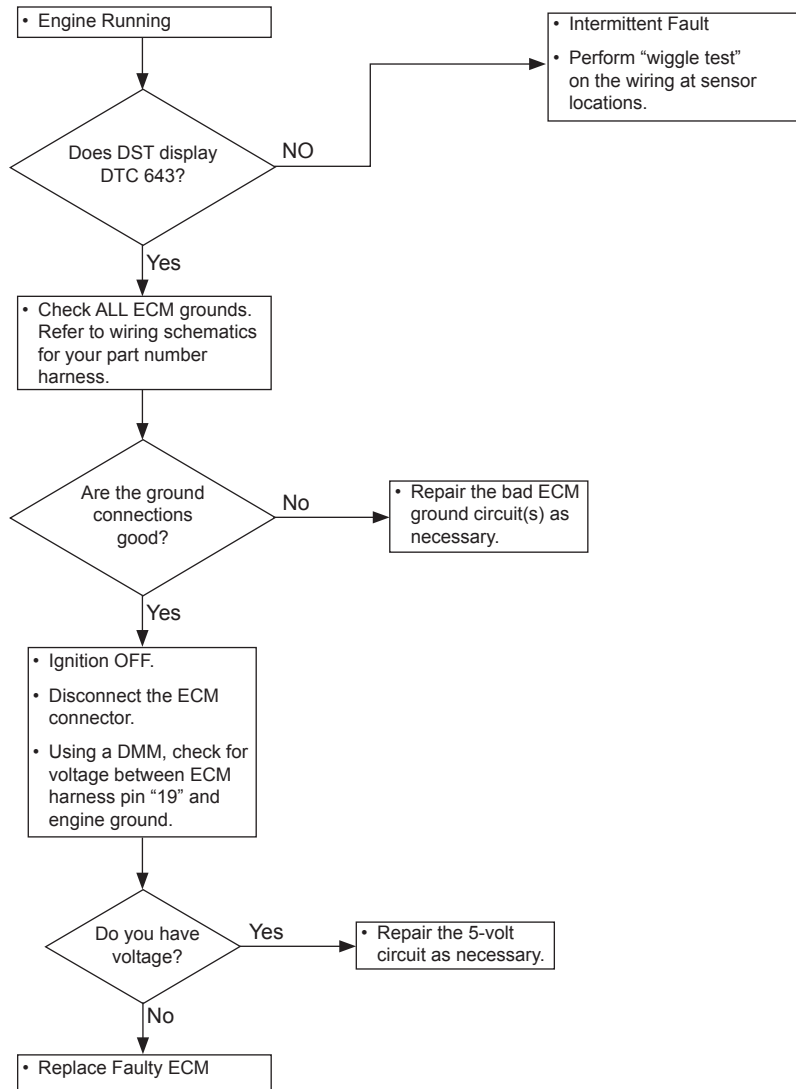 • Engine Running
• Intermittent Fault
• Perform “wiggle test”
on the wiring at sensor
locations.
Does DST display
DTC 643?
NO
Yes
• Check ALL ECM grounds.
Refer to wiring schematics
for your part number
harness.
Are the ground
connections
good?
No
• Repair the bad ECM
ground circuit(s) as
necessary.
Yes
• Ignition OFF.
• Disconnect the ECM
connector.
• Using a DMM, check for
voltage between ECM
harness pin “19” and
engine ground.
Do you have
voltage?
Yes
• Repair the 5-volt
circuit as necessary.
No
• Replace Faulty ECM